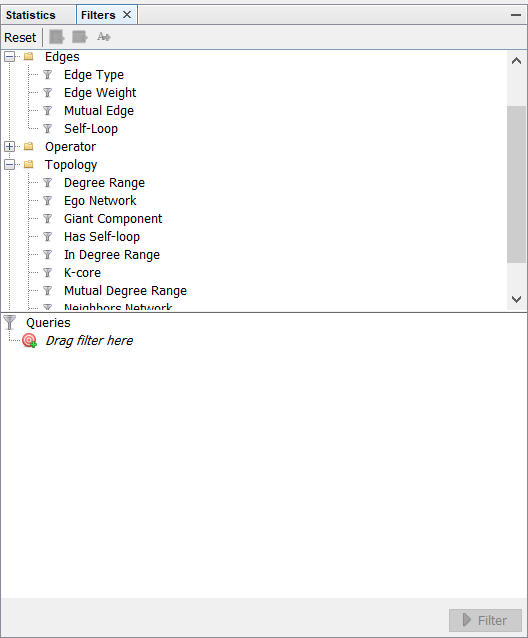 Statistics Filters
Reset
Edges
Edge Type
Edge Weight
Mutual Edge
Self-Loop
Operator
Topology
Degree Range
Ego Network
Giant Component
Has Self-loop
In Degree Range
K-core
Mutual Degree Range
Neighbors Network
Queries
Drag filter here
Filter